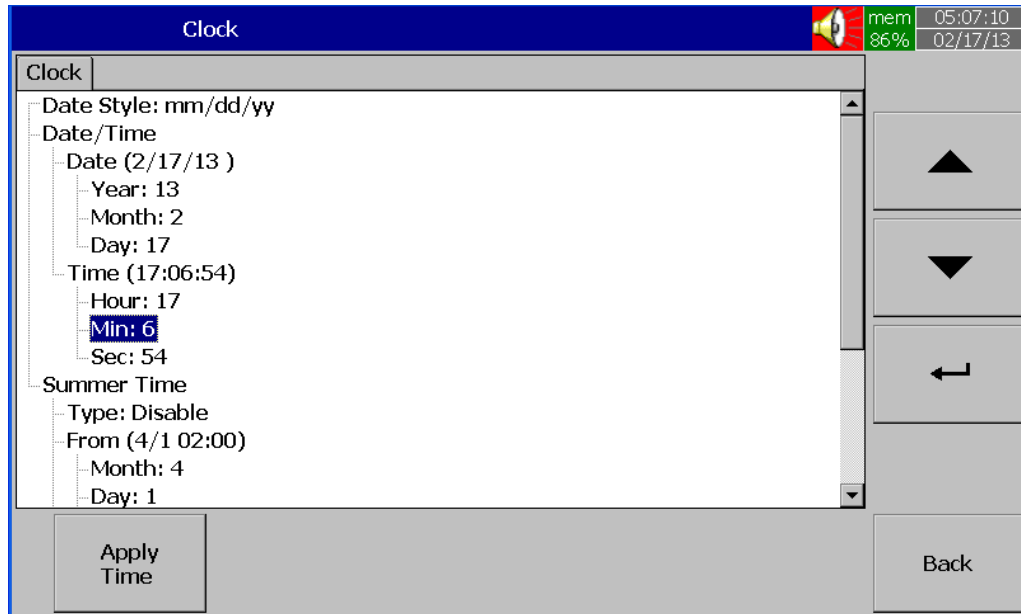 Clock
mem 05:07:10
86% 02/17/13
Clock
Date Style: mm/dd/yy
Date/Time
Date (2/17/13 )
Year: 13
Month: 2
Day: 17
Time (17:06:54)
Hour: 17
Min: 6
Sec: 54
Summer Time
Type: Disable
From (4/1 02:00)
Month: 4
Day: 1
Apply
Time
Back